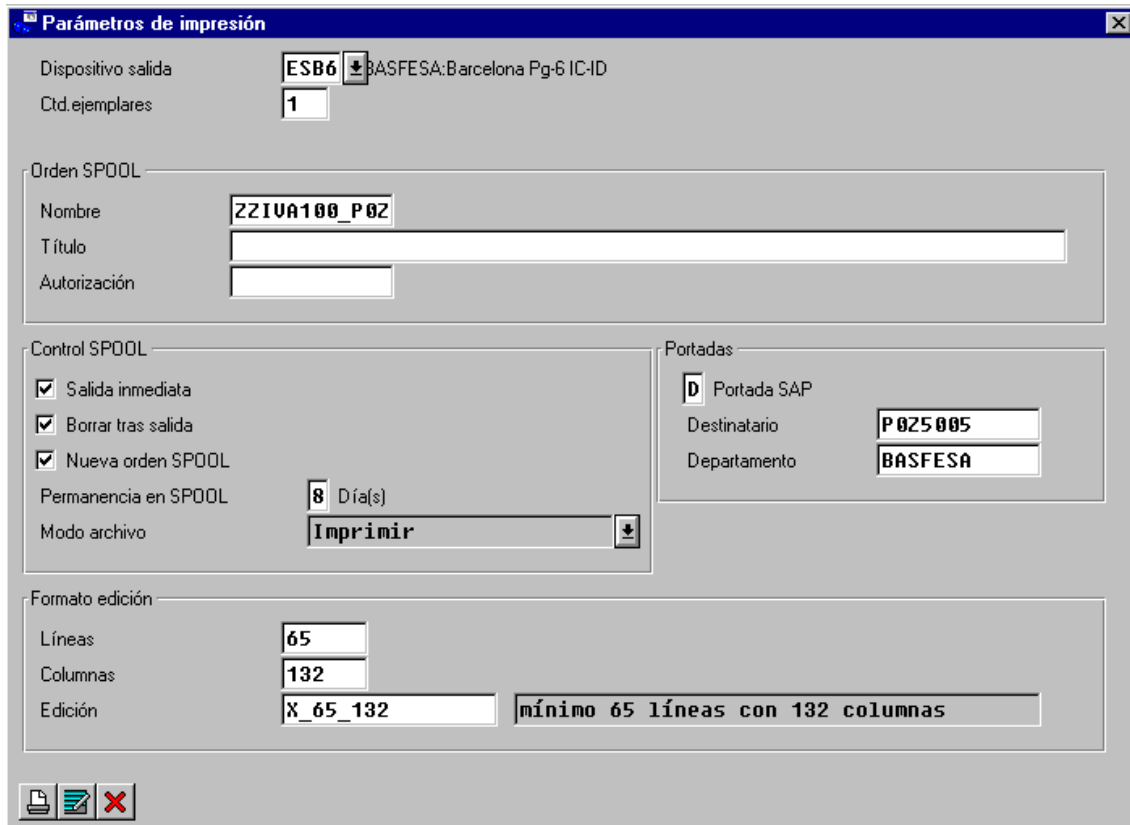 Parámetros de impresión
Dispositivo salida ESB6 BASFESA:Barcelona Pg-6 IC-ID
Ctd.ejemplares 1
Orden SPOOL
Nombre ZZIVA100_P0Z
Título
Autorización
Control SPOOL
Salida inmediata
Borrar tras salida
Nueva orden SPOOL
Permanencia en SPOOL 8 Día(s)
Modo archivo Imprimir
Portadas
D Portada SAP
Destinatario P0Z5005
Departamento BASFESA
Formato edición
Líneas 65
Columnas 132
Edición X_65_132 mínimo 65 líneas con 132 columnas